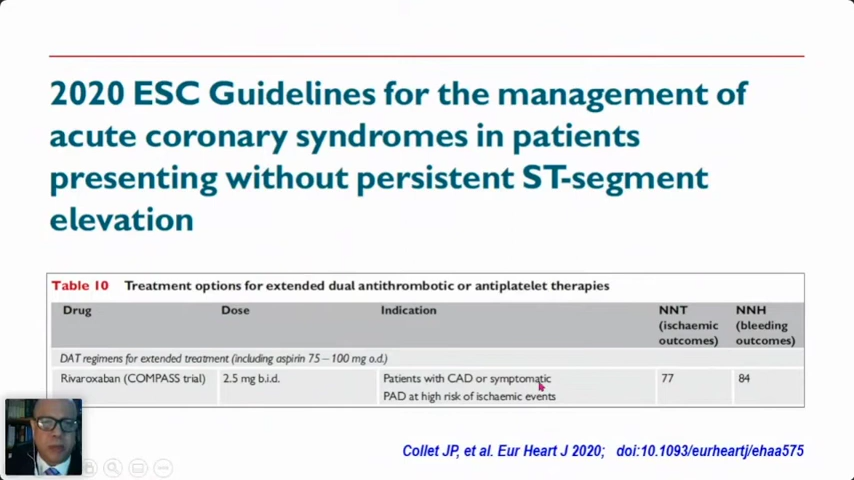 2020 ESC Guidelines for the management of
acute coronary syndromes in patients
presenting without persistent ST-segment
elevation
Table 10 Treatment options for extended dual antithrombotic or antiplatelet therapies
Drug Dose Indication NNT (ischaemic outcomes) NNH (bleeding outcomes)
DAT regimens for extended treatment (including aspirin 75–100 mg o.d.)
Rivaroxaban (COMPASS trial) 2.5 mg b.i.d. Patients with CAD or symptomatic 77 84
PAD at high risk of ischaemic events
Collet JP, et al. Eur Heart J 2020; doi:10.1093/eurheartj/ehaa575